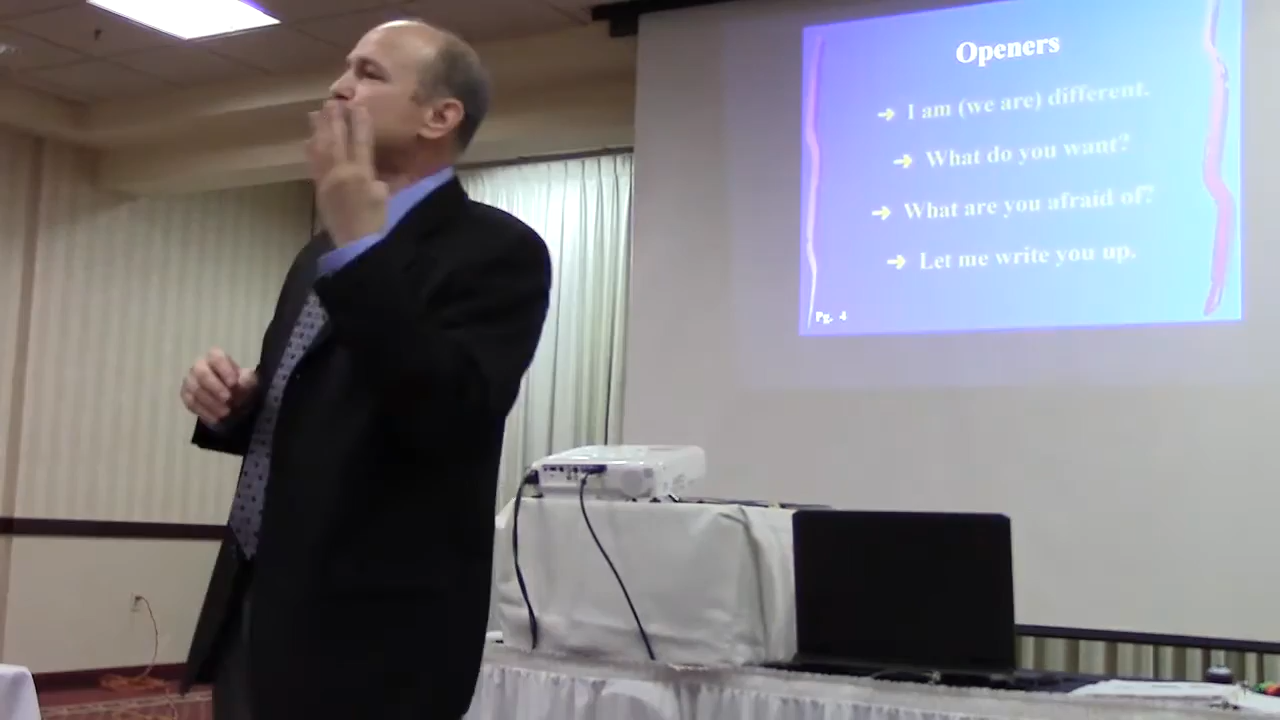 Openers
I am (we are) different.
What do you want?
What are you afraid of?
Let me write you up.
Pg. 4